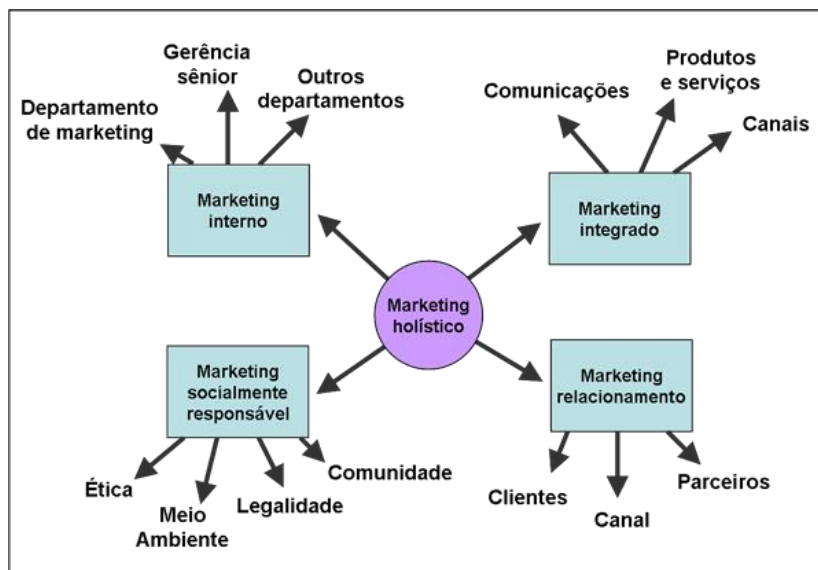 Gerência
sênior
Outros
departamentos
Departamento
de marketing
Marketing
interno
Produtos
e serviços
Comunicações
Canais
Marketing
integrado
Marketing
holístico
Marketing
socialmente
responsável
Ética
Meio
Ambiente
Legalidade
Comunidade
Marketing
relacionamento
Clientes
Canal
Parceiros